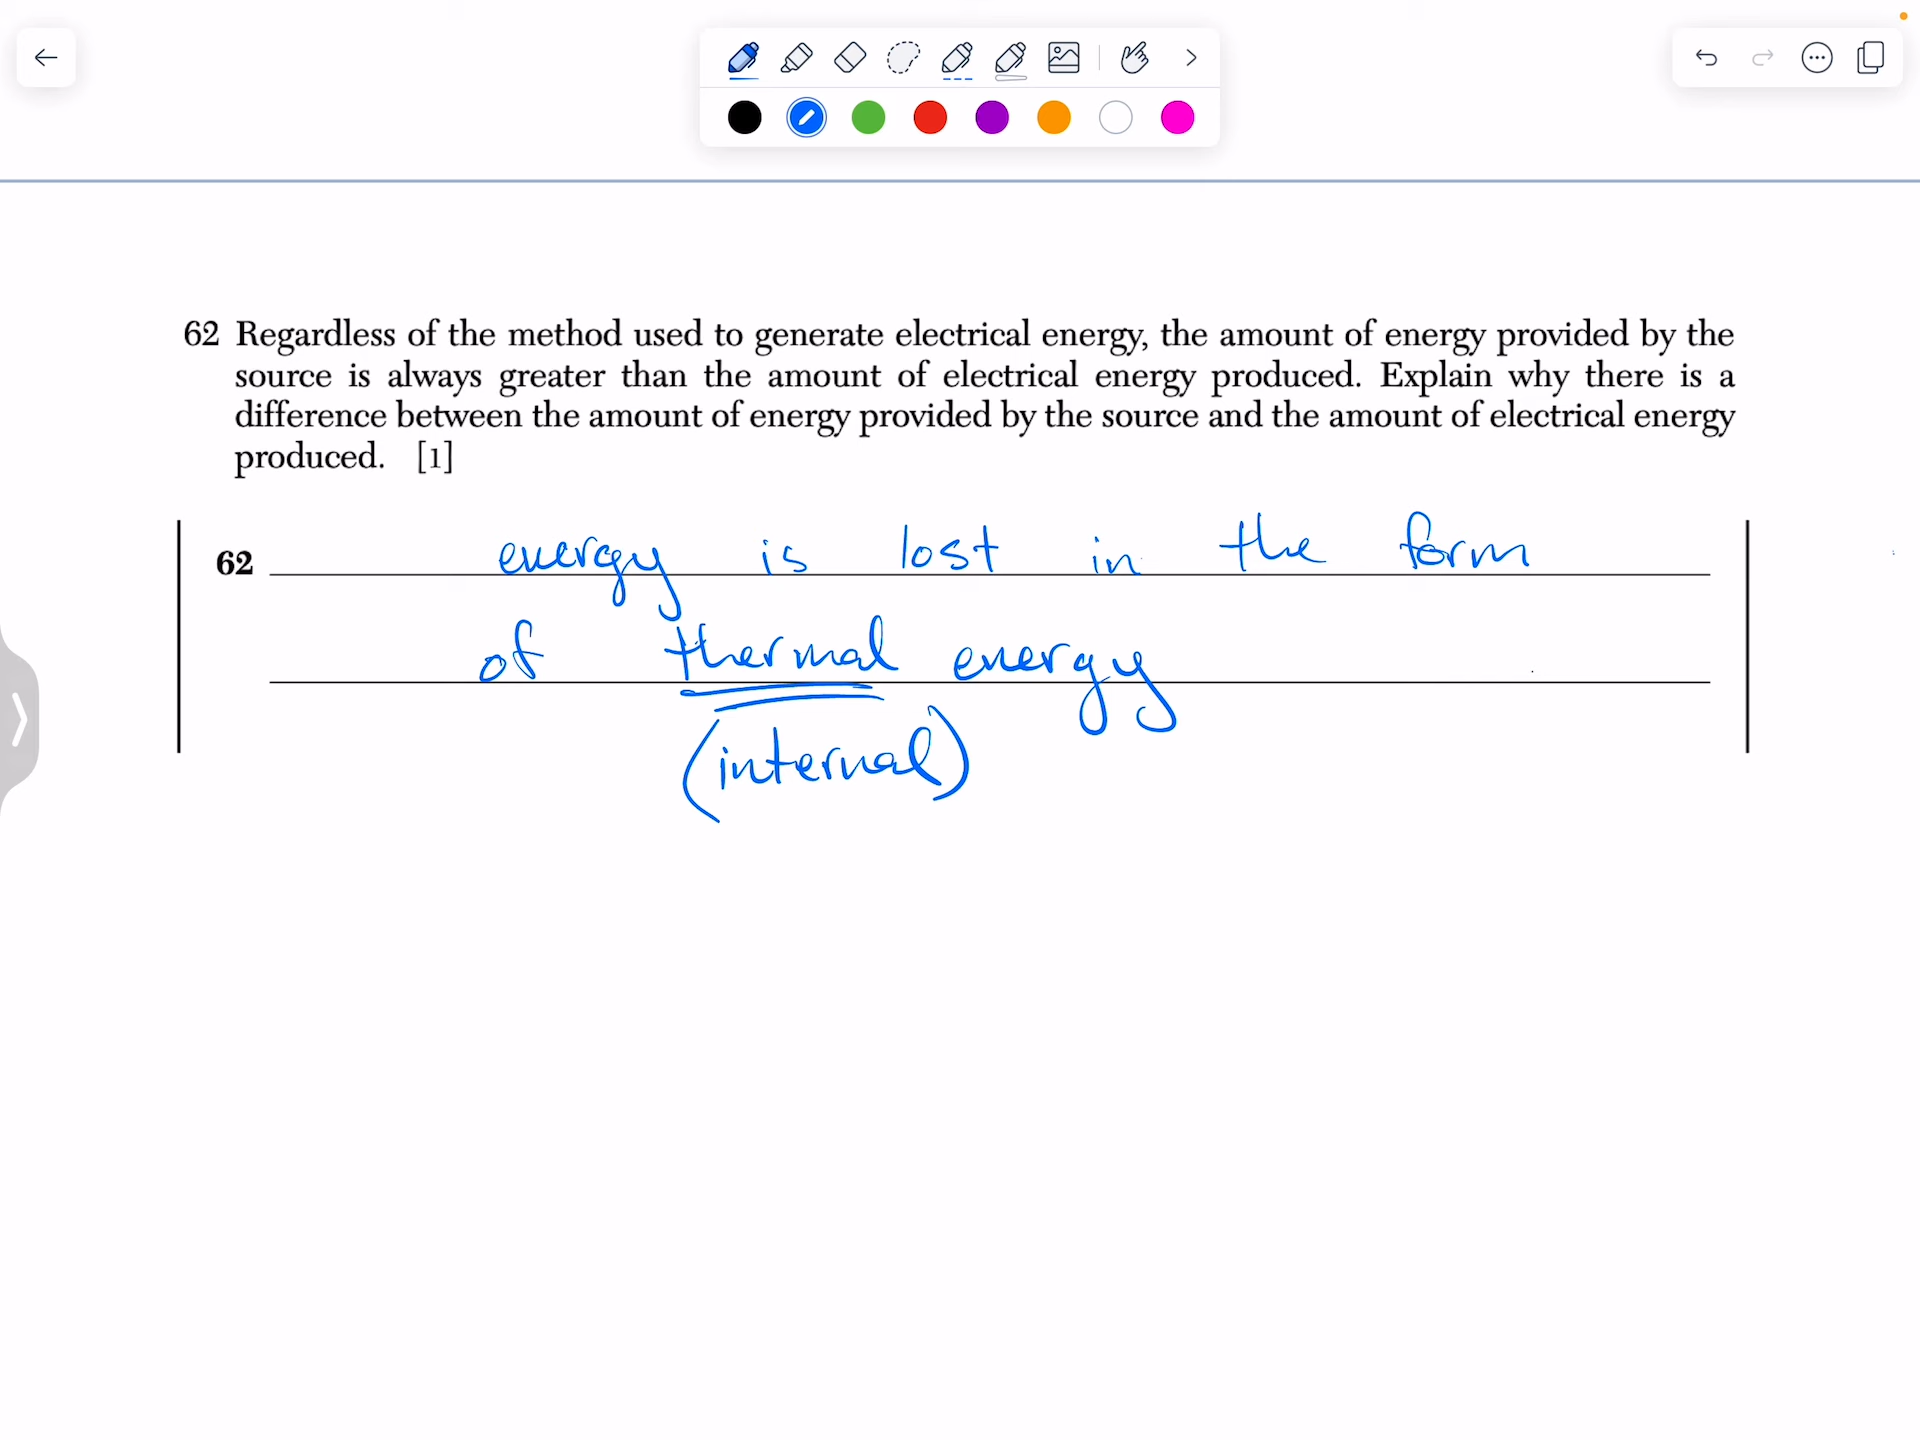 62 Regardless of the method used to generate electrical energy, the amount of energy provided by the
source is always greater than the amount of electrical energy produced. Explain why there is a
difference between the amount of energy provided by the source and the amount of electrical energy
produced. [1]
62 energy is lost in the form
of thermal energy
(internal)